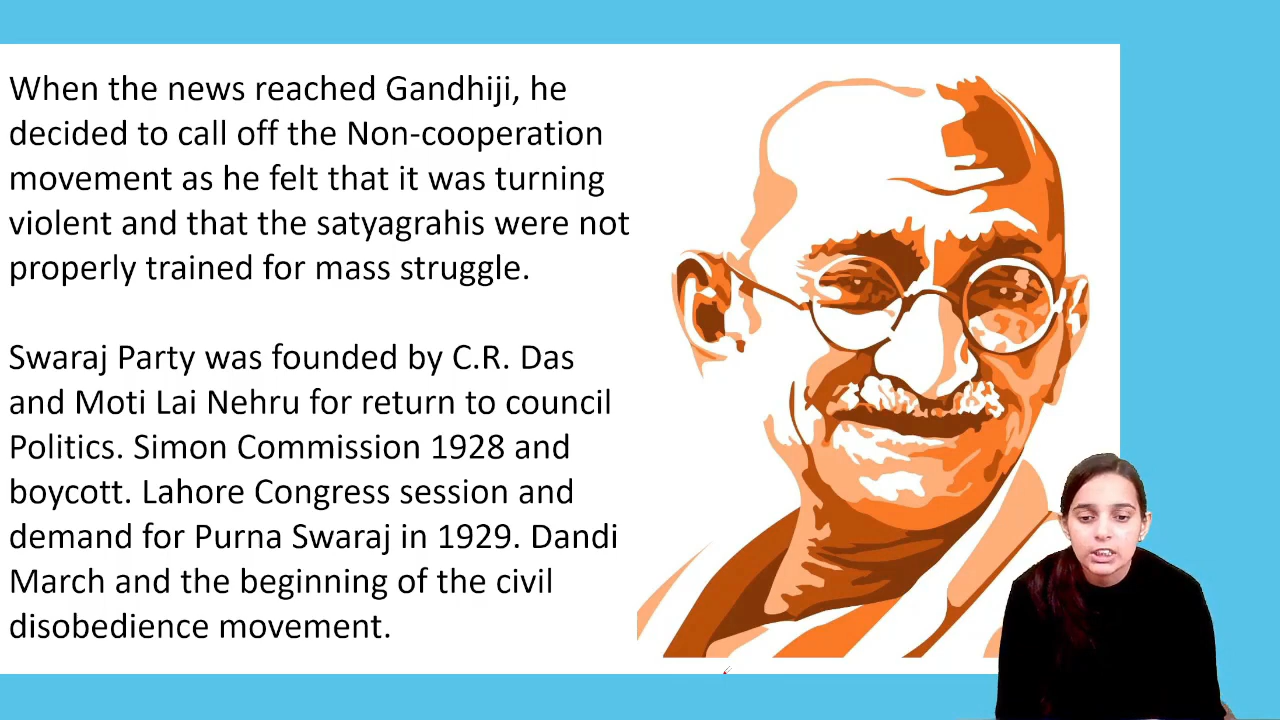 When the news reached Gandhiji, he
decided to call off the Non-cooperation
movement as he felt that it was turning
violent and that the satyagrahis were not
properly trained for mass struggle.
Swaraj Party was founded by C.R. Das
and Moti Lai Nehru for return to council
Politics. Simon Commission 1928 and
boycott. Lahore Congress session and
demand for Purna Swaraj in 1929. Dandi
March and the beginning of the civil
disobedience movement.